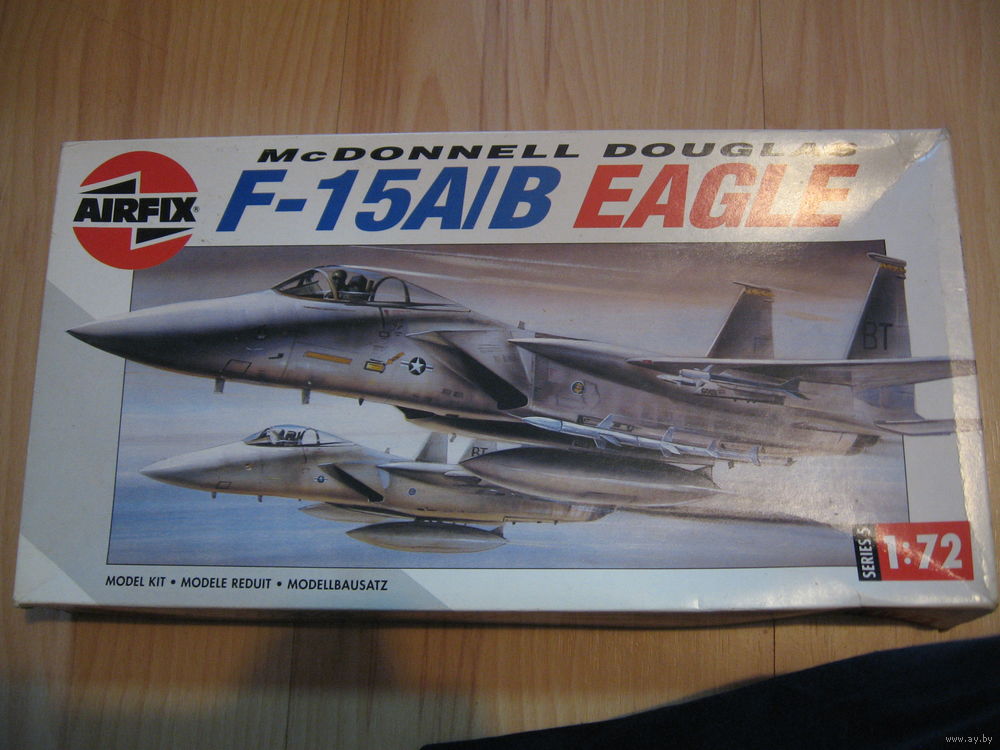 McDONNELL DOUGLAS
AIRFIX®
F-15A/B EAGLE
BT
BT
SERIES 5
1:72
MODEL KIT • MODELE REDUIT • MODELLBAUSATZ
www.ay.by